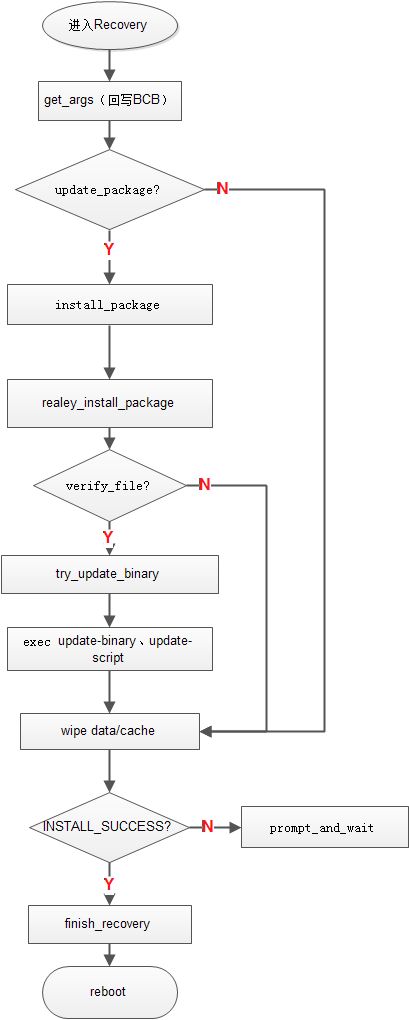 进入Recovery
get_args（回写BCB）
update_package?
N
Y
install_package
realey_install_package
verify_file?
N
Y
try_update_binary
exec update-binary、update-
script
wipe data/cache
INSTALL_SUCCESS?
N
prompt_and_wait
Y
finish_recovery
reboot